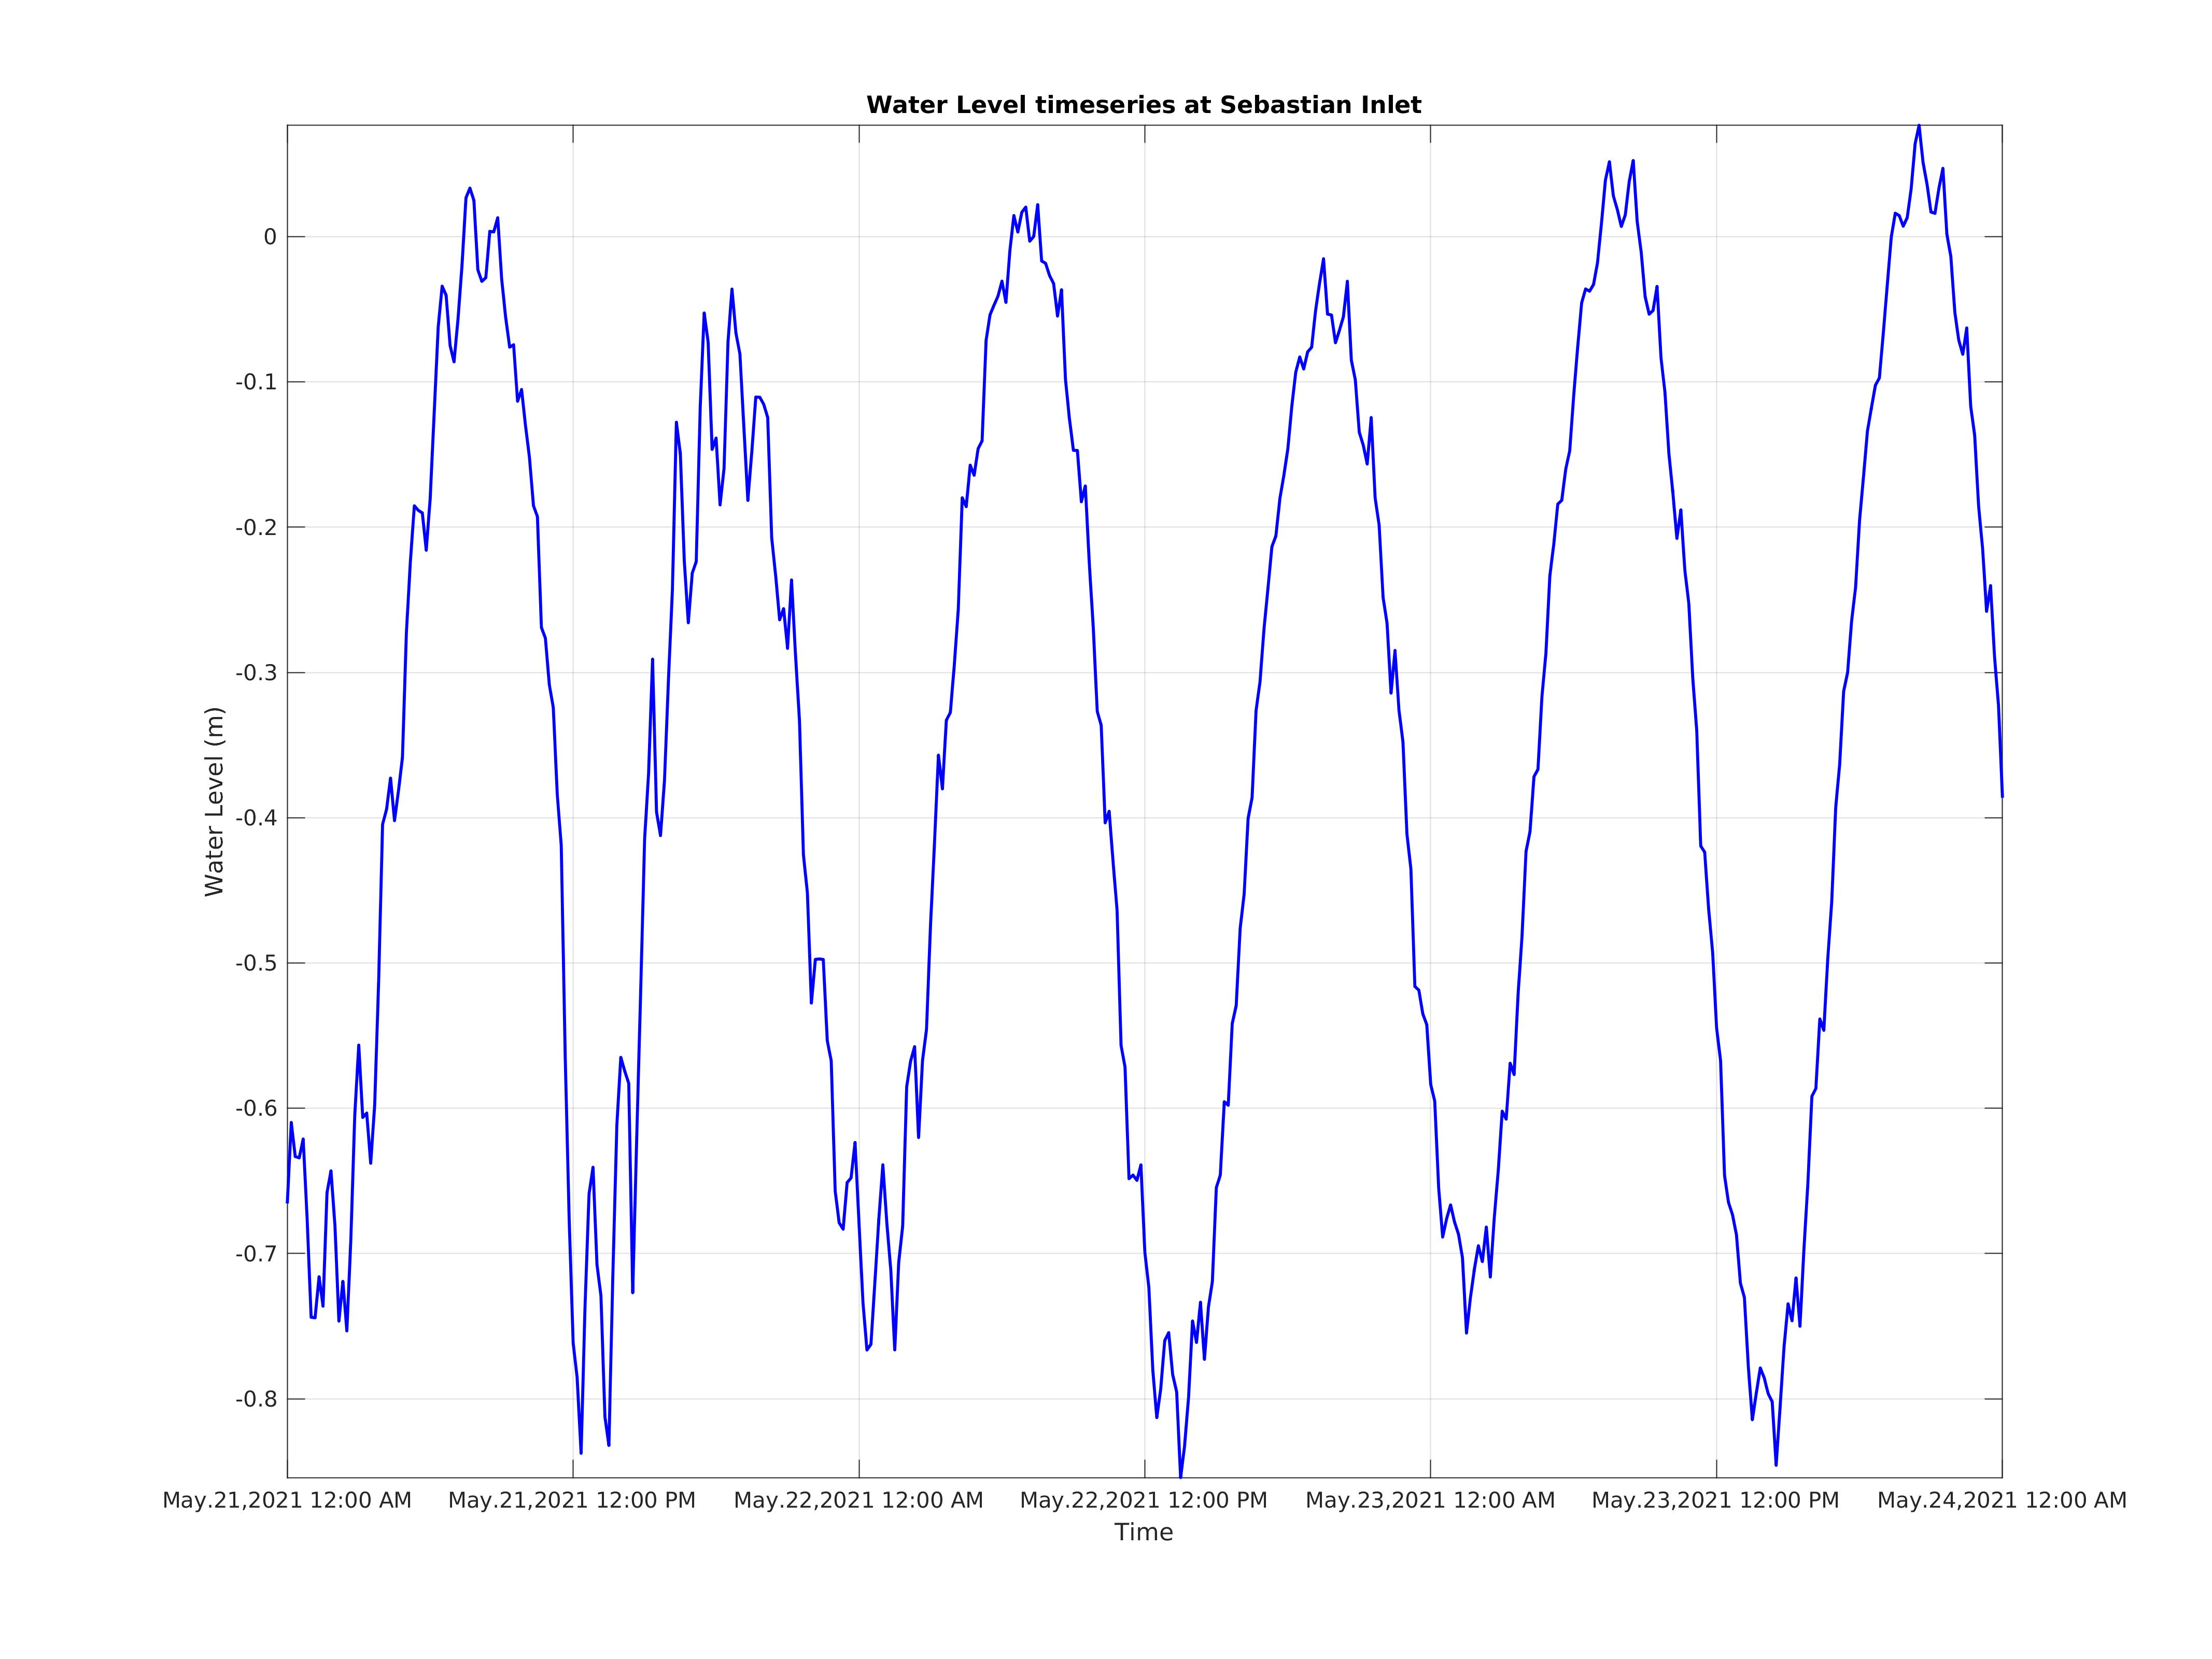 Water Level timeseries at Sebastian Inlet
0
-0.1
-0.2
-0.3
-0.4
-0.5
-0.6
-0.7
-0.8
Water Level (m)
May.21,2021 12:00 AM
May.21,2021 12:00 PM
May.22,2021 12:00 AM
May.22,2021 12:00 PM
May.23,2021 12:00 AM
May.23,2021 12:00 PM
May.24,2021 12:00 AM
Time